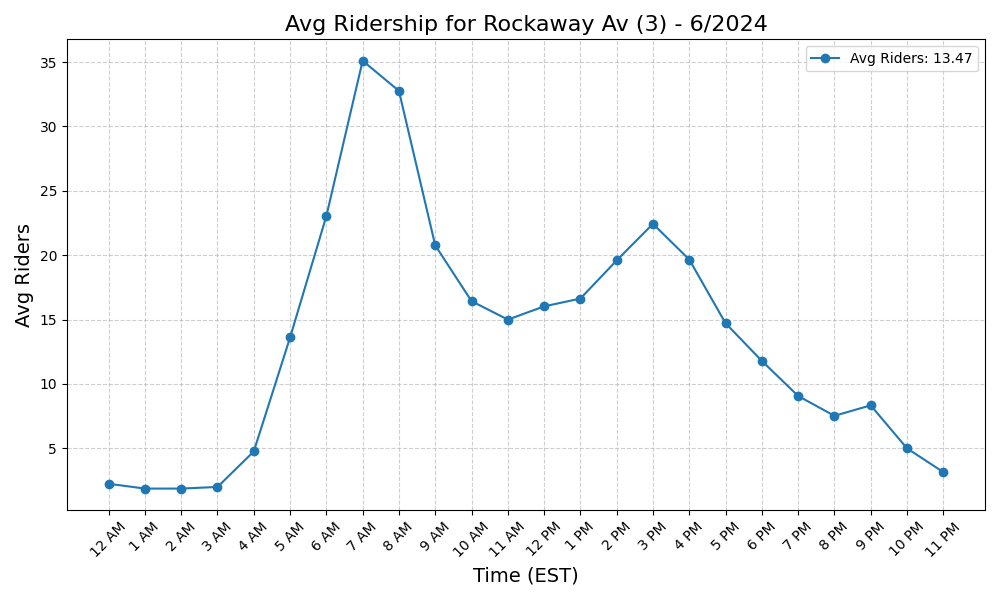 Avg Ridership for Rockaway Av (3) - 6/2024
Avg Riders: 13.47
Avg Riders
35
30
25
20
15
10
5
12 AM
1 AM
2 AM
3 AM
4 AM
5 AM
6 AM
7 AM
8 AM
9 AM
10 AM
11 AM
12 PM
1 PM
2 PM
3 PM
4 PM
5 PM
6 PM
7 PM
8 PM
9 PM
10 PM
11 PM
Time (EST)